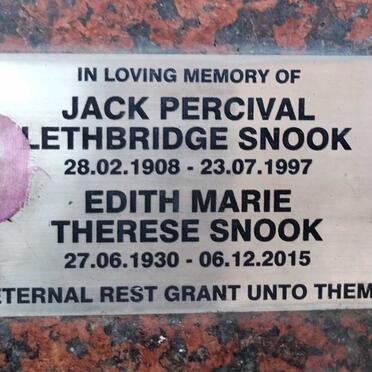 IN LOVING MEMORY OF
JACK PERCIVAL
LETHBRIDGE SNOOK
28.02.1908 - 23.07.1997
EDITH MARIE
THERESE SNOOK
27.06.1930 - 06.12.2015
ETERNAL REST GRANT UNTO THEM